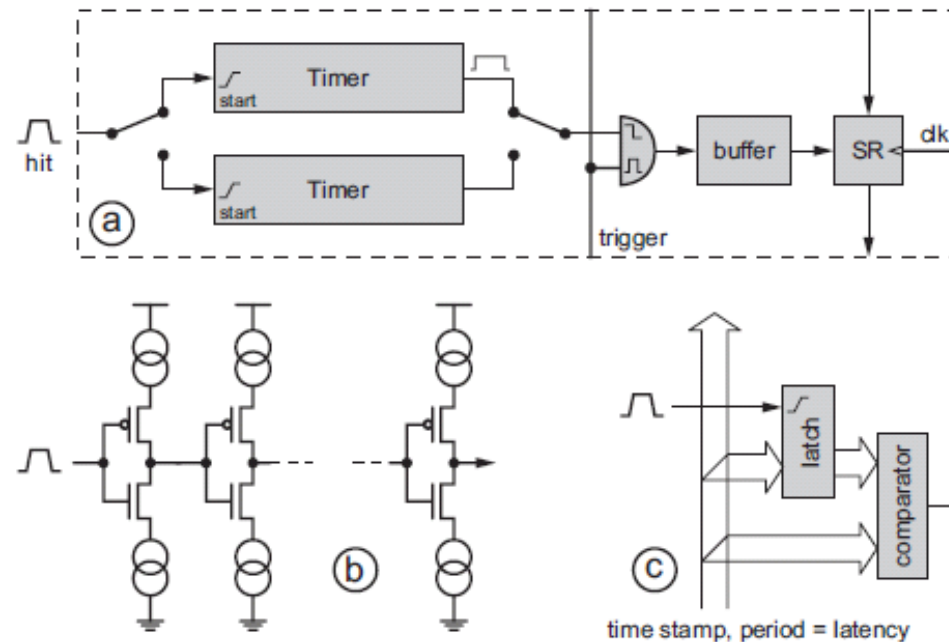 Timer
start
hit
Timer
start
a
trigger
buffer
SR
clk
b
latch
comparator
c
time stamp, period = latency